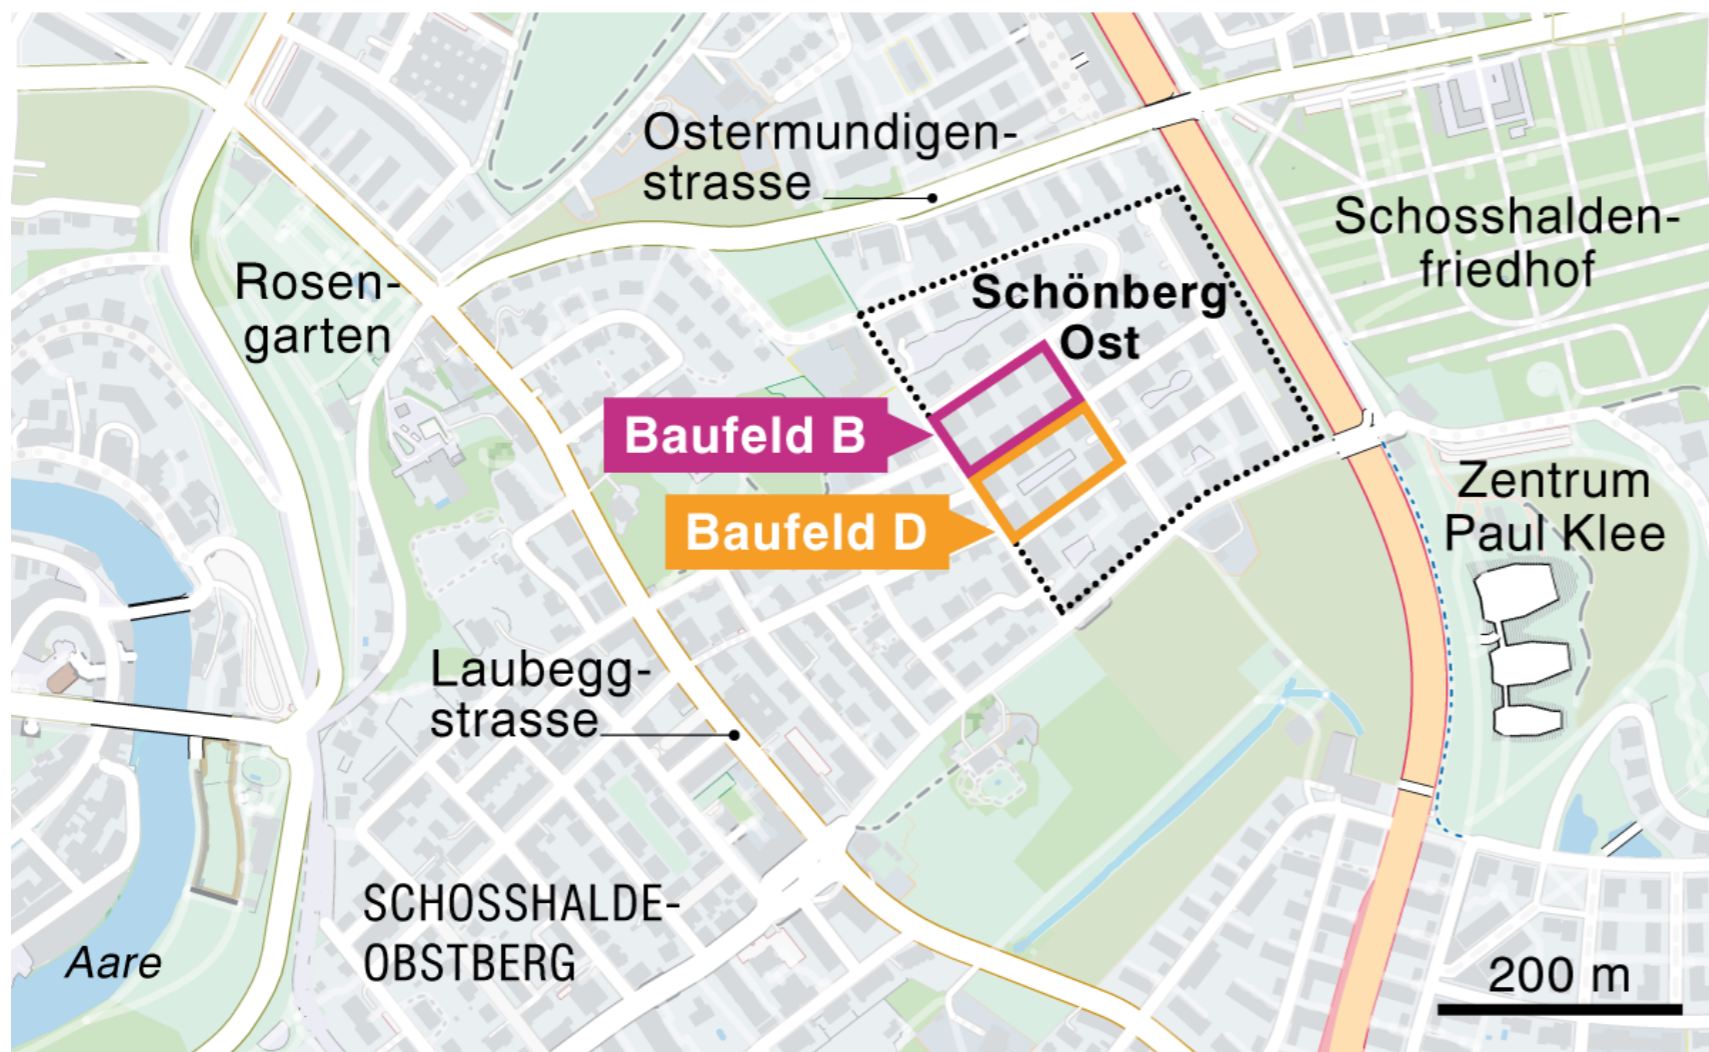 Ostermundigen-
strasse
Schosshalden-
friedhof
Rosen-
garten
Schönberg
Ost
Baufeld B
Baufeld D
Zentrum
Paul Klee
Laubegg-
strasse
SCHOSSHALDE-
OBSTBERG
Aare
200 m